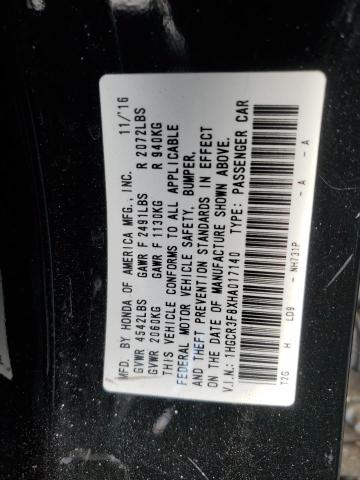 MFD. BY HONDA OF AMERICA MFG., INC. 11/16
GVWR 4542LBS GAWR F 2491LBS R 2072LBS
GVWR 2060KG GAWR F 1130KG R 940KG
THIS VEHICLE CONFORMS TO ALL APPLICABLE
FEDERAL MOTOR VEHICLE SAFETY, BUMPER,
AND THEFT PREVENTION STANDARDS IN EFFECT
ON THE DATE OF MANUFACTURE SHOWN ABOVE.
V.I.N.: 1HGCR3F8XHA017140 TYPE: PASSENGER CAR
T2G H LD9 - NH731P - A - A